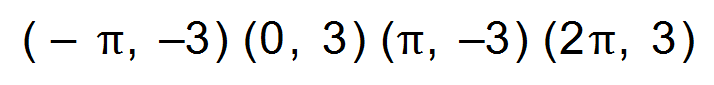 ( – π, –3) (0, 3) (π, –3) (2π, 3)